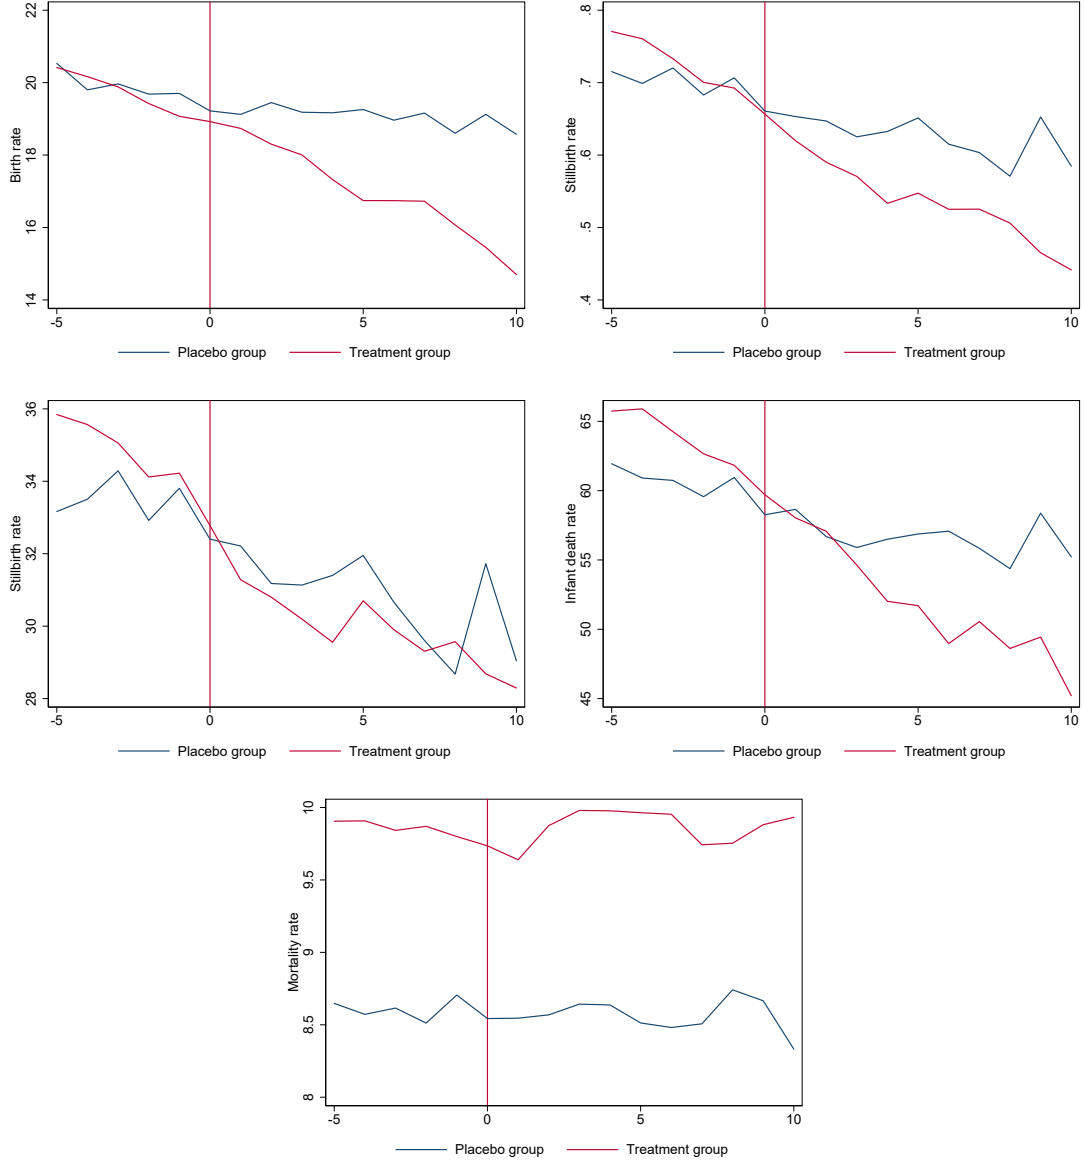 Birth rate
22
20
18
16
14
-5 0 5 10
Placebo group Treatment group
Stillbirth rate
.8
.7
.6
.5
.4
-5 0 5 10
Placebo group Treatment group
Stillbirth rate
36
34
32
30
28
-5 0 5 10
Placebo group Treatment group
Infant death rate
65
60
55
50
45
-5 0 5 10
Placebo group Treatment group
Mortality rate
10
9.5
9
8.5
8
-5 0 5 10
Placebo group Treatment group